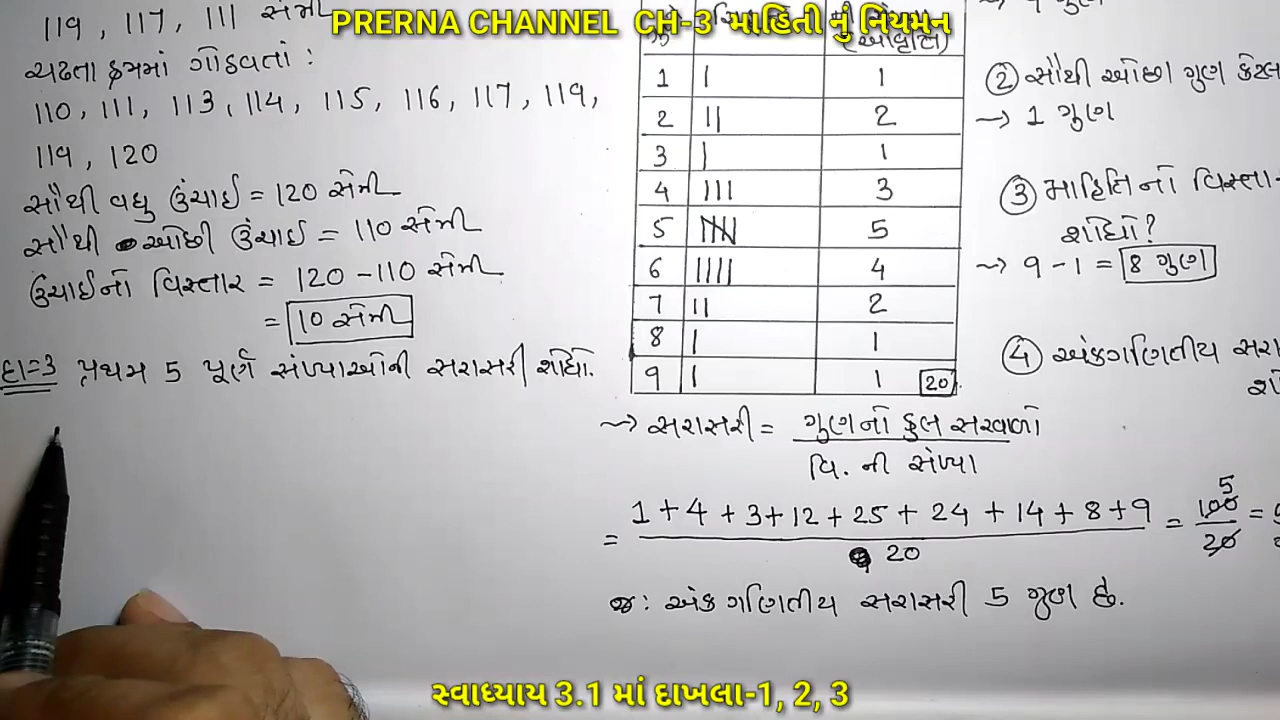 PRERNA CHANNEL CH-3 માહિતી નું નિયમન
119, 117, 111 સેમી
ચઢતા ક્રમમાં ગોઠવતાં :
110, 111, 113, 114, 115, 116, 117, 119,
119, 120
સૌથી વધુ ઉંચાઈ = 120 સેમી
સૌથી ઓછી ઉંચાઈ = 110 સેમી
ઉંચાઈનો વિસ્તાર = 120 - 110 સેમી
= 10 સેમી
દા=3 પ્રથમ 5 પૂર્ણ સંખ્યાઓની સરાસરી શોધો.
(આવૃતિ)
1 | 1
2 || 2
3 | 1
4 ||| 3
5 𝍸 5
6 |||| 4
7 || 2
8 | 1
9 | 1 20
→ સરાસરી = ગુણનો કુલ સરવાળો
વિ. ની સંખ્યા
= 1 + 4 + 3 + 12 + 25 + 24 + 14 + 8 + 9 = 100 5 =
20 20
જ: અંકગણિતીય સરાસરી 5 ગુણ છે.
② સૌથી ઓછા ગુણ
→ 1 ગુણ
③ માહિતિનો
શોધો?
→ 9 - 1 = 8 ગુણ
④ અંકગણિતીય
સ્વાધ્યાય 3.1 માં દાખલા-1, 2, 3